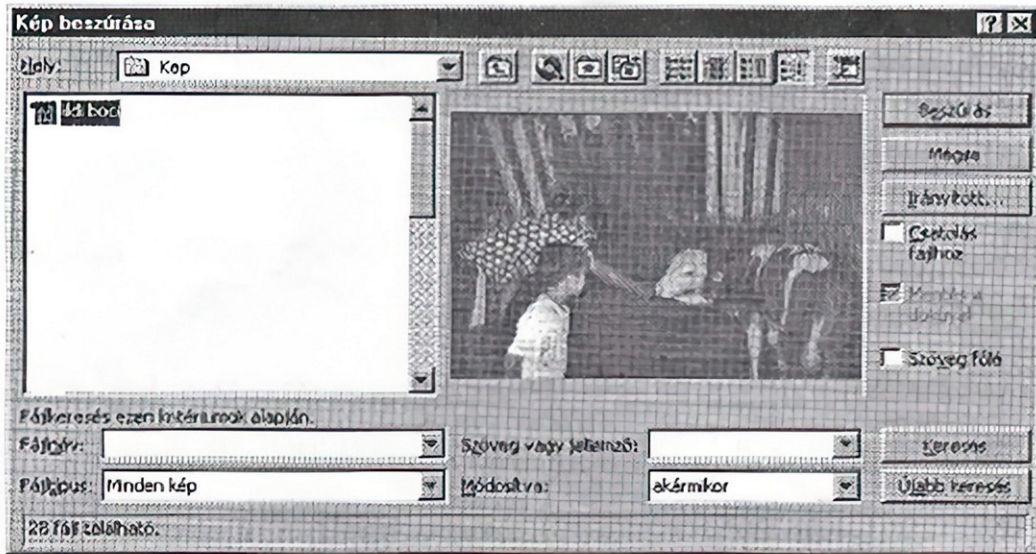 Kép beszúrása
Hely: Kep
Beszúrás
Mégse
Irányított...
Csatolás fájlhoz
Szöveg fölé
Fájlkeresés ezen kritériumok alapján.
Fájlnév: Szöveg vagy jellemző: Keresés
Fájltípus: Minden kép Módosítva: akármikor Újabb keresés
28 fájl található.